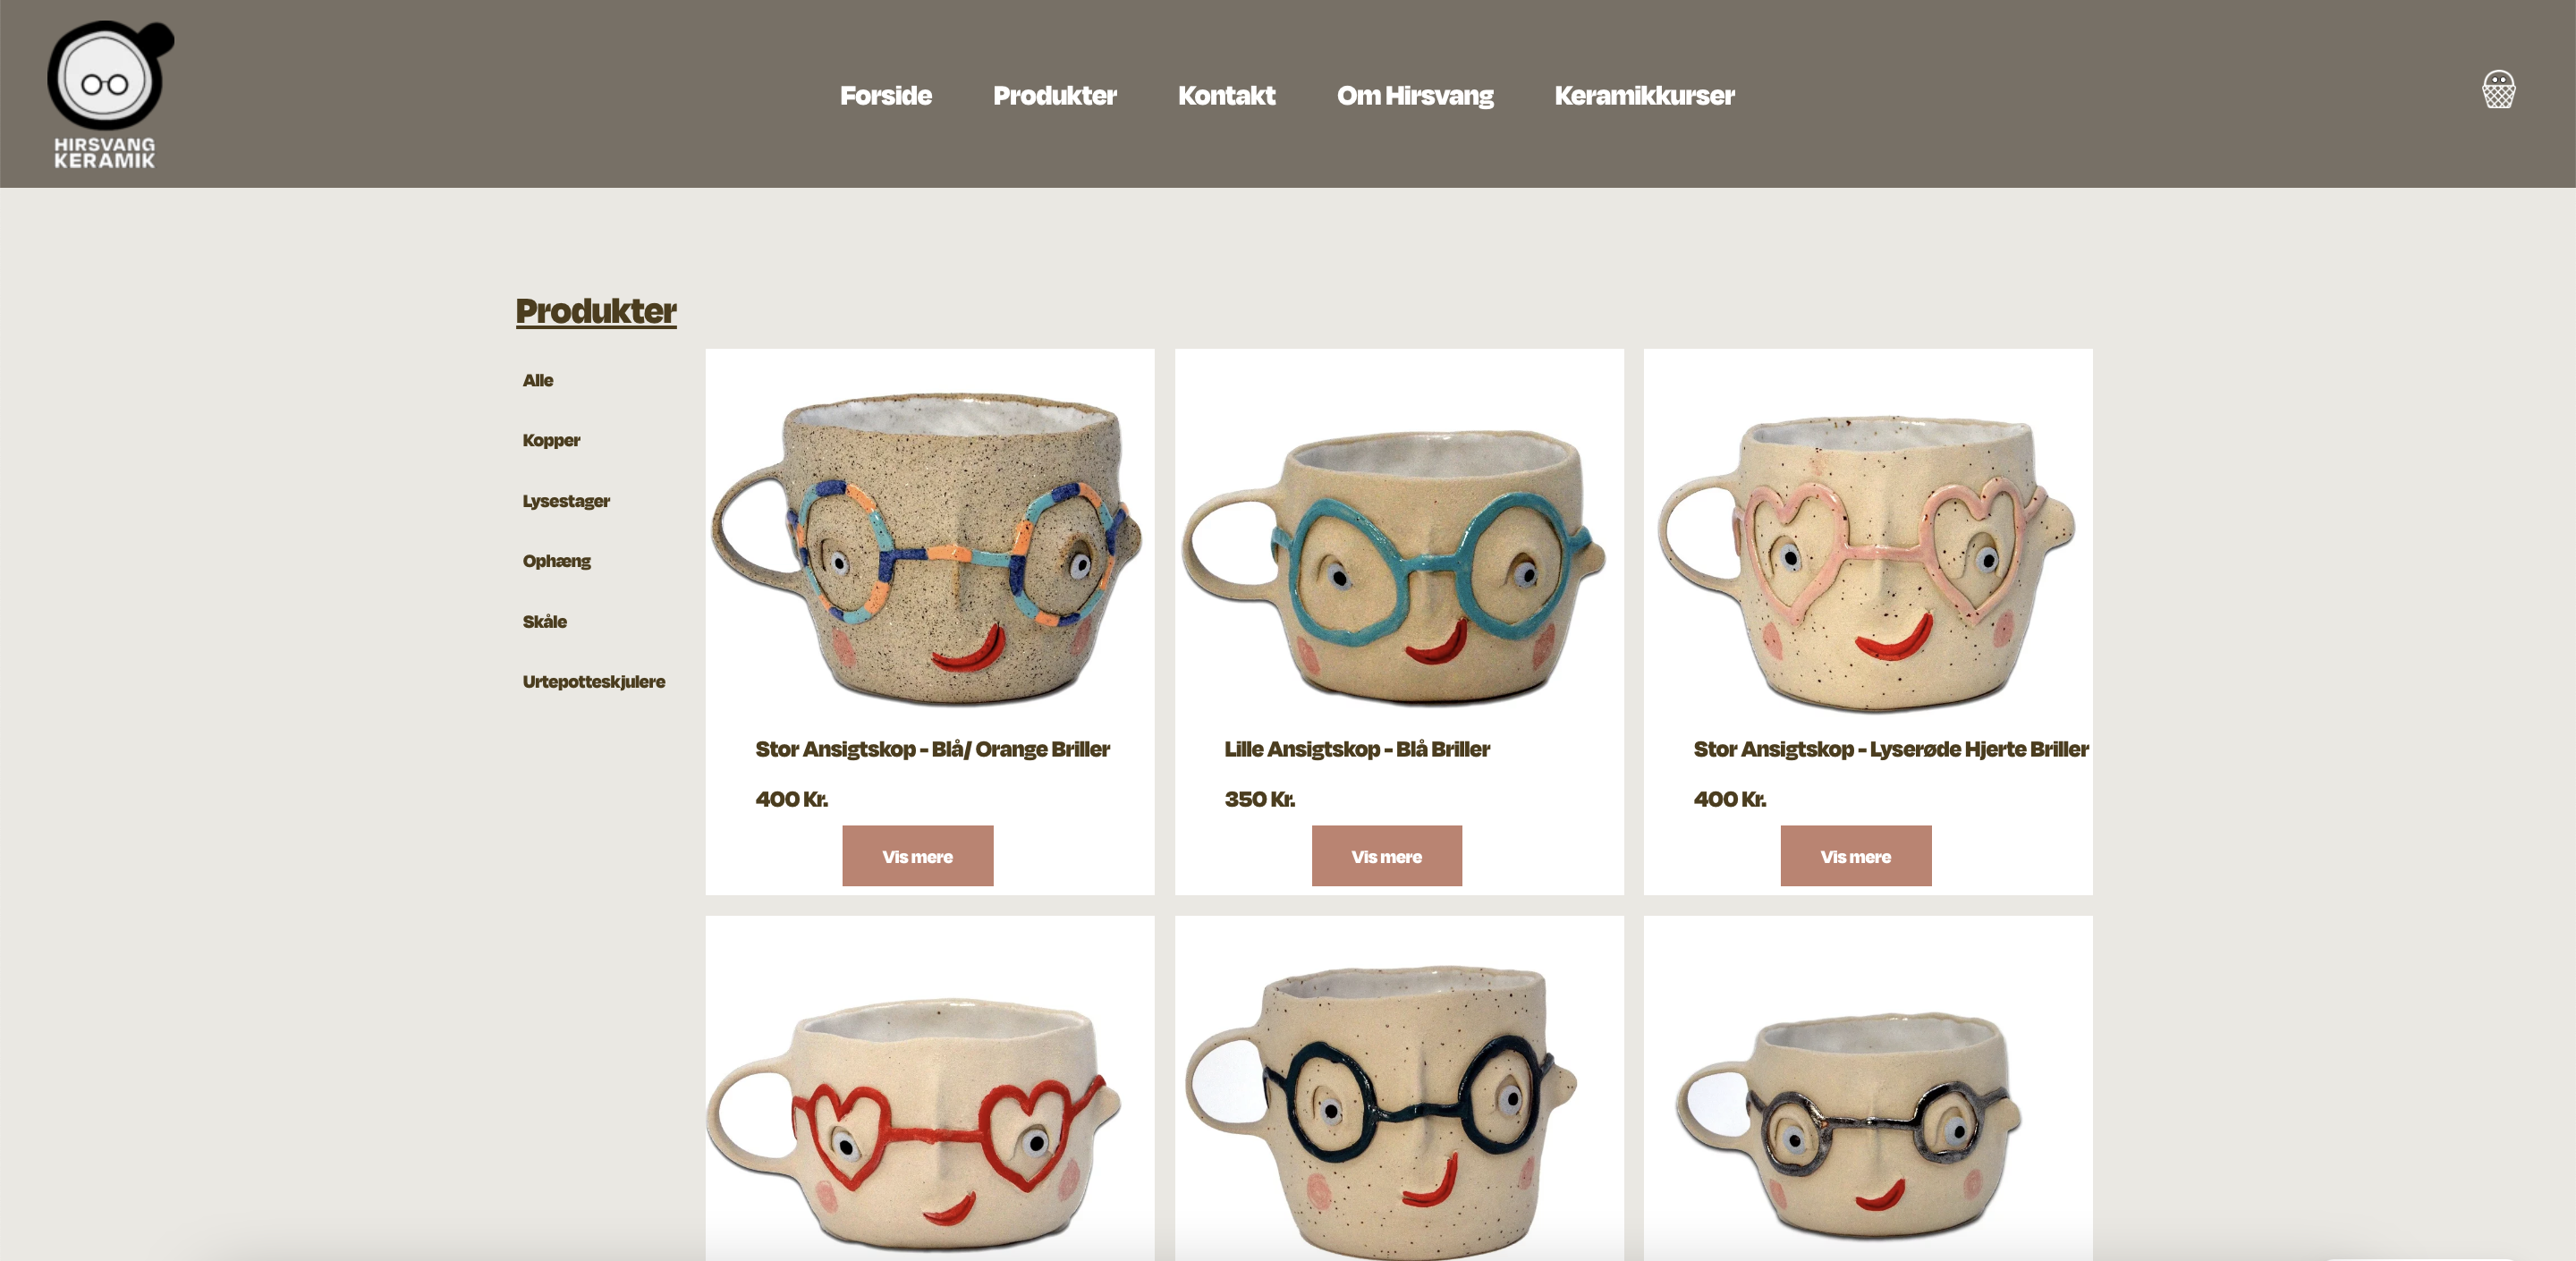 HIRSVANG
KERAMIK
Forside
Produkter
Kontakt
Om Hirsvang
Keramikkurser
Produkter
Alle
Kopper
Lysestager
Ophæng
Skåle
Urtepotteskjulere
Stor Ansigtskop - Blå/ Orange Briller
400 Kr.
Vis mere
Lille Ansigtskop - Blå Briller
350 Kr.
Vis mere
Stor Ansigtskop - Lyserøde Hjerte Briller
400 Kr.
Vis mere